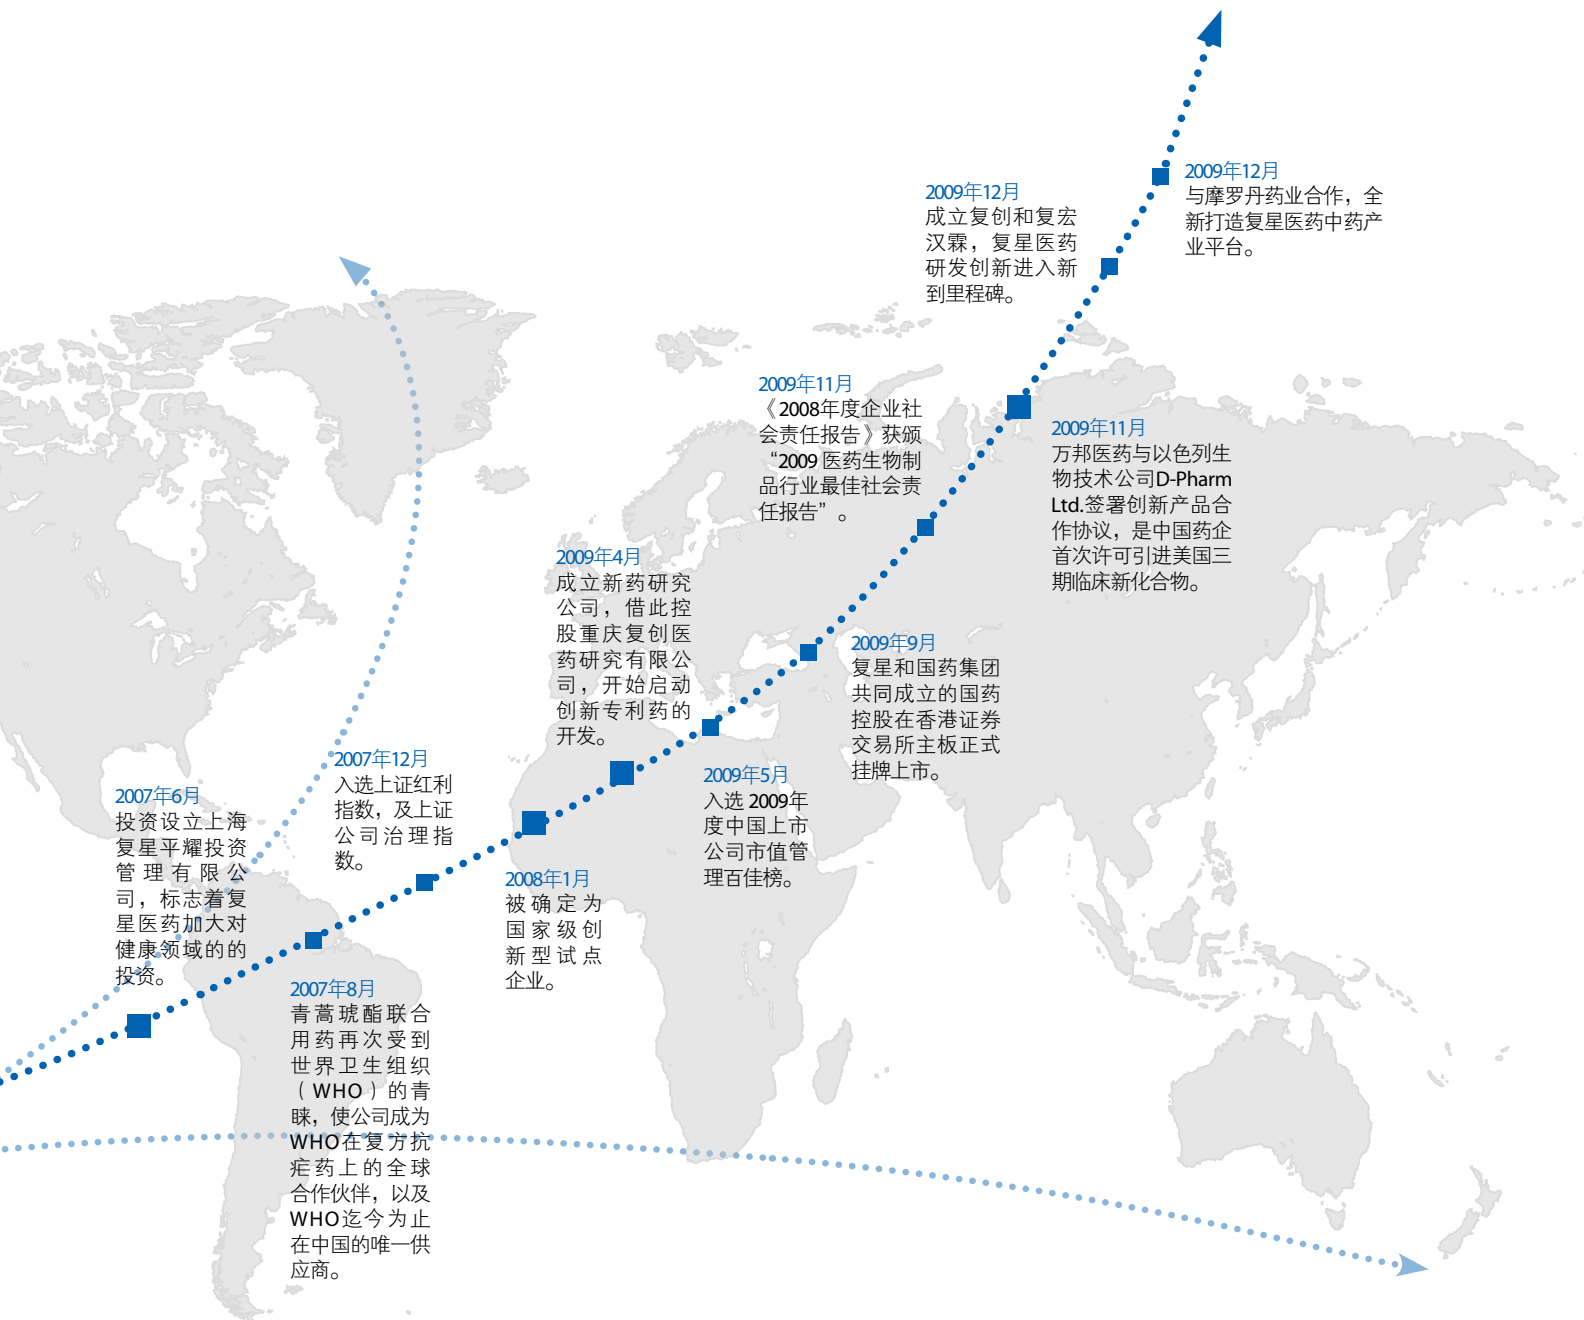 2007年6月
投资设立上海
复星平耀投资
管理有限公
司，标志着复
星医药加大对
健康领域的的
投资。
2007年8月
青蒿琥酯联合
用药再次受到
世界卫生组织
（WHO）的青
睐，使公司成为
WHO在复方抗
疟药上的全球
合作伙伴，以及
WHO迄今为止
在中国的唯一供
应商。
2007年12月
入选上证红利
指数，及上证
公司治理指
数。
2008年1月
被确定为
国家级创
新型试点
企业。
2009年4月
成立新药研究
公司，借此控
股重庆复创医
药研究有限公
司，开始启动
创新专利药的
开发。
2009年5月
入选 2009年
度中国上市
公司市值管
理百佳榜。
2009年9月
复星和国药集团
共同成立的国药
控股在香港证券
交易所主板正式
挂牌上市。
2009年11月
《2008年度企业社
会责任报告》获颁
“2009 医药生物制
品行业最佳社会责
任报告”。
2009年11月
万邦医药与以色列生
物技术公司D-Pharm
Ltd.签署创新产品合
作协议，是中国药企
首次许可引进美国三
期临床新化合物。
2009年12月
成立复创和复宏
汉霖，复星医药
研发创新进入新
到里程碑。
2009年12月
与摩罗丹药业合作，全
新打造复星医药中药产
业平台。